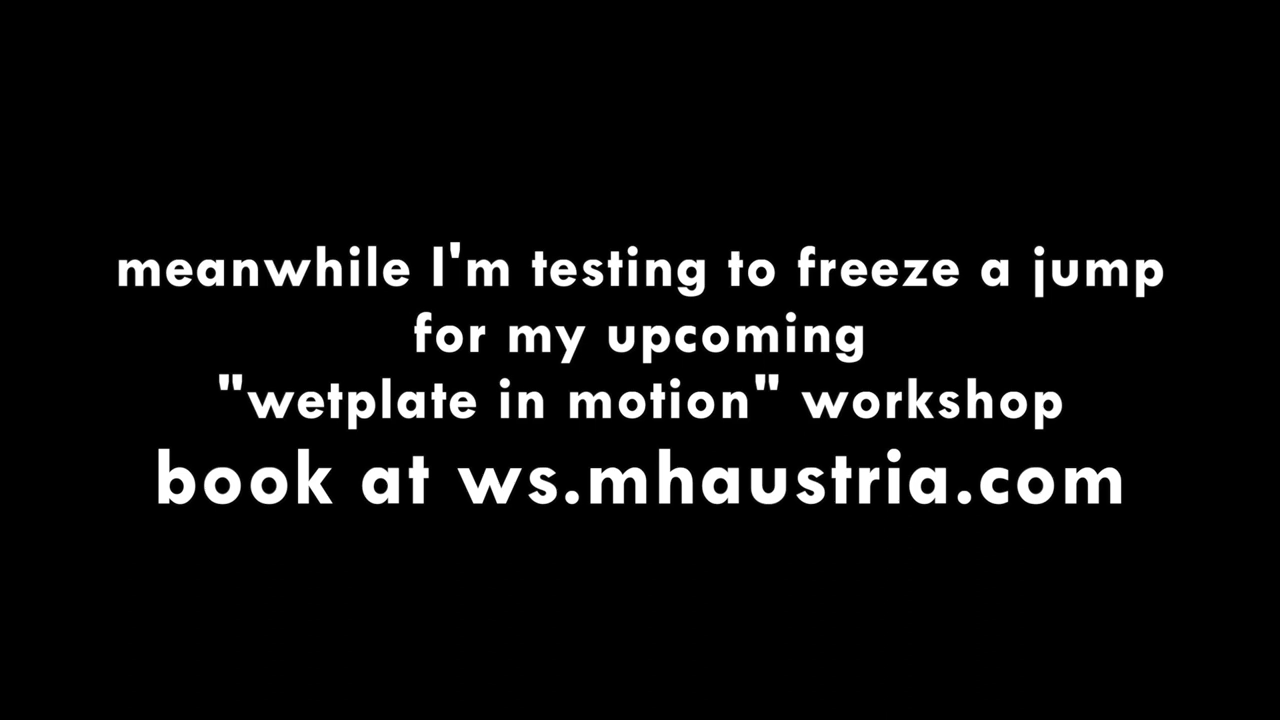 meanwhile I'm testing to freeze a jump
for my upcoming
"wetplate in motion" workshop
book at ws.mhaustria.com